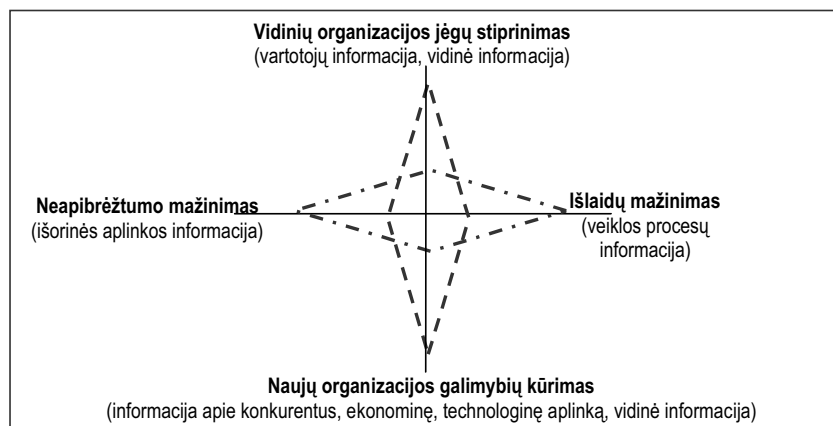 Vidinių organizacijos jėgų stiprinimas
(vartotojų informacija, vidinė informacija)
Neapibrėžtumo mažinimas
(išorinės aplinkos informacija)
Išlaidų mažinimas
(veiklos procesų
informacija)
Naujų organizacijos galimybių kūrimas
(informacija apie konkurentus, ekonominę, technologinę aplinką, vidinė informacija)